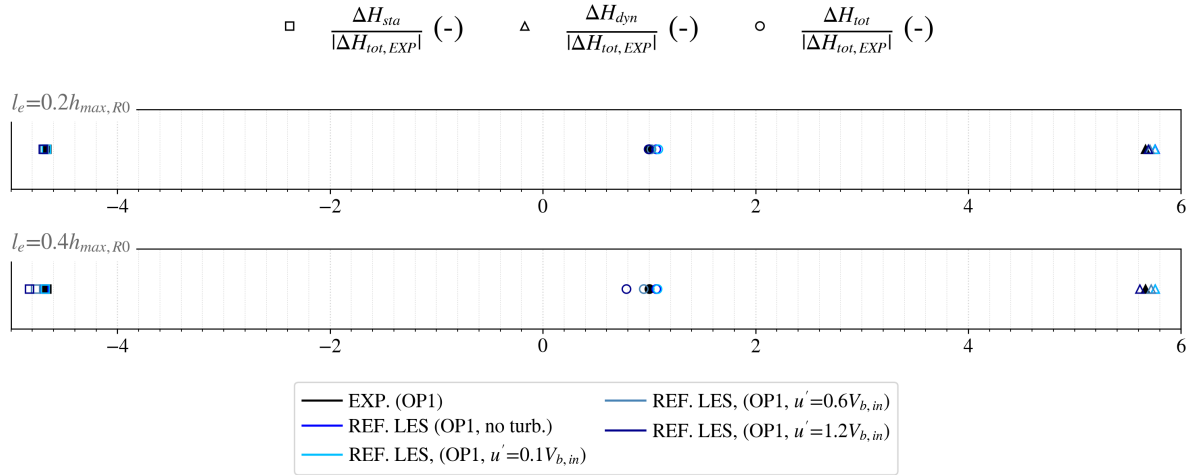 □ ΔH_sta / |ΔH_tot,EXP| (-) △ ΔH_dyn / |ΔH_tot,EXP| (-) ○ ΔH_tot / |ΔH_tot,EXP| (-)
l_e=0.2h_max,R0
−4 −2 0 2 4 6
l_e=0.4h_max,R0
−4 −2 0 2 4 6
EXP. (OP1)
REF. LES (OP1, no turb.)
REF. LES, (OP1, u′=0.1V_b,in)
REF. LES, (OP1, u′=0.6V_b,in)
REF. LES, (OP1, u′=1.2V_b,in)